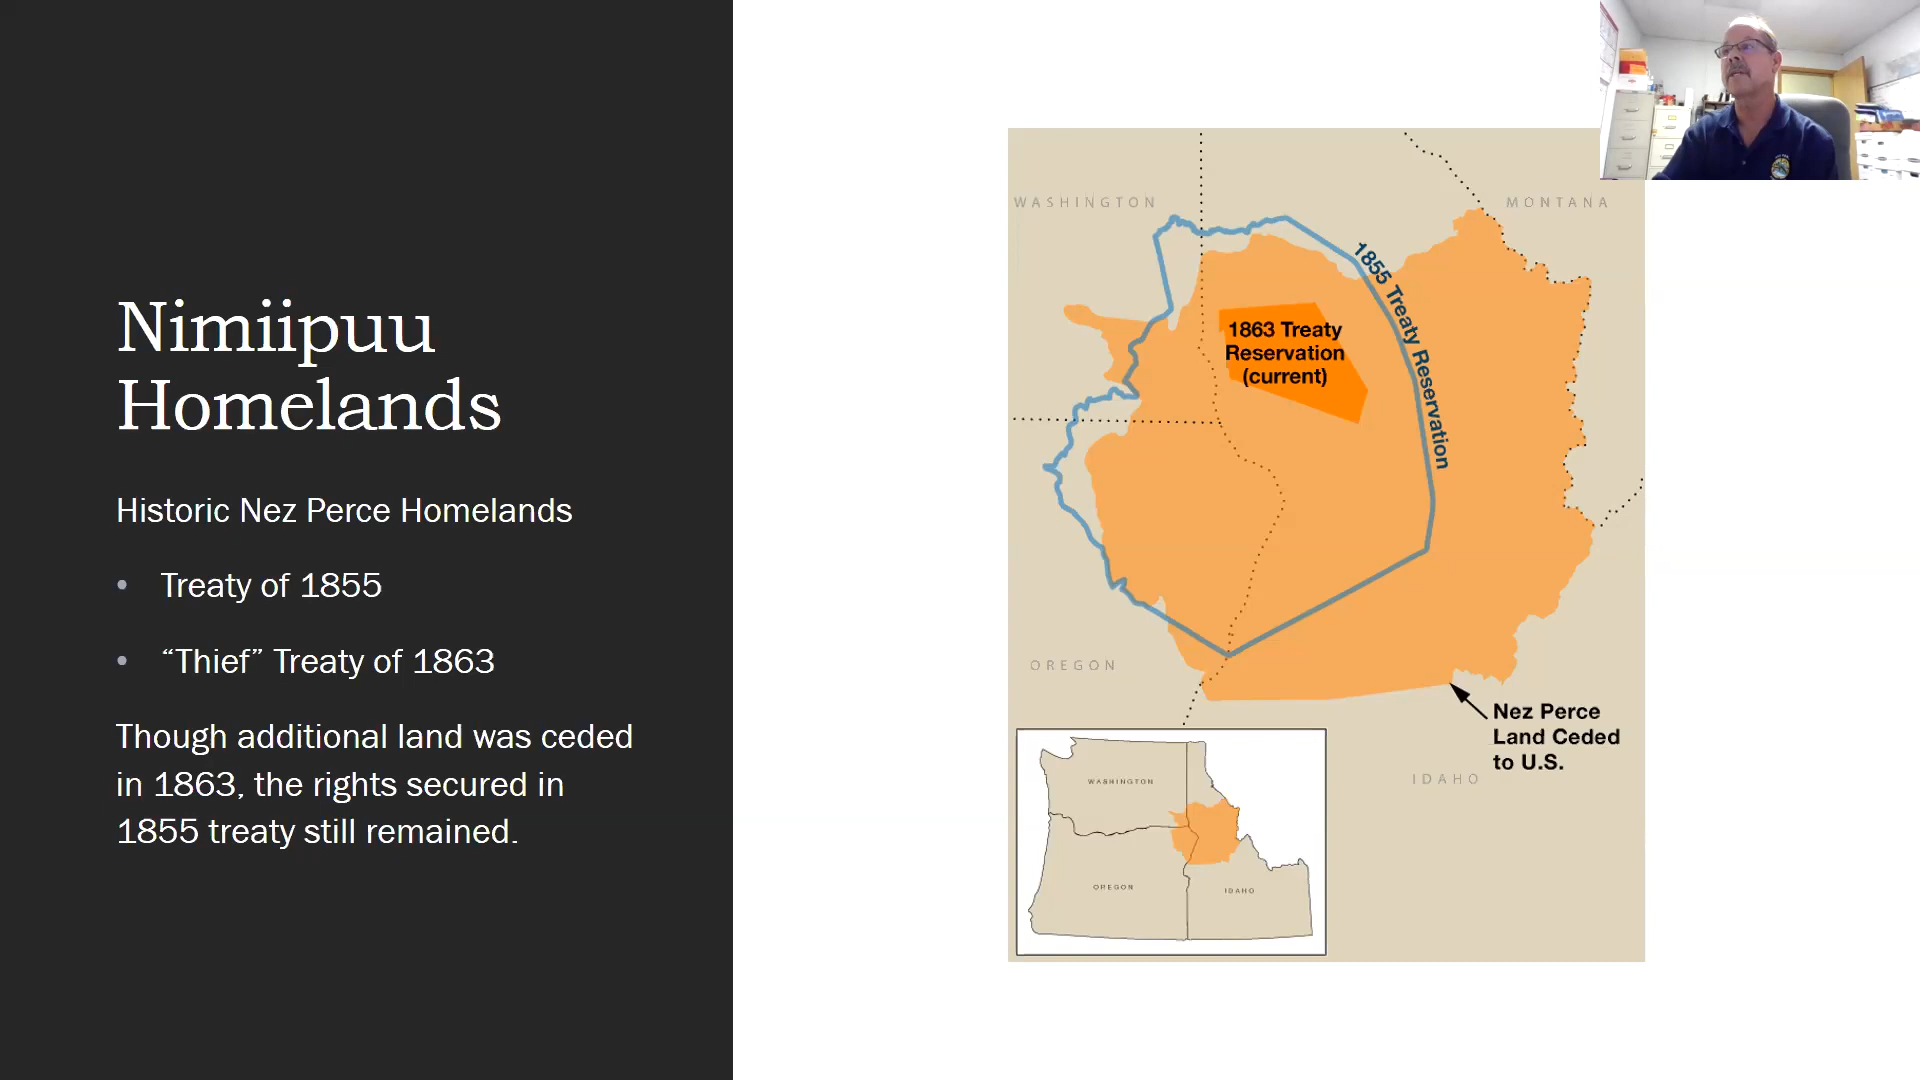 Nimiipuu
Homelands
Historic Nez Perce Homelands
• Treaty of 1855
• “Thief” Treaty of 1863
Though additional land was ceded
in 1863, the rights secured in
1855 treaty still remained.
WASHINGTON
MONTANA
1855 Treaty Reservation
1863 Treaty
Reservation
(current)
OREGON
Nez Perce
Land Ceded
to U.S.
IDAHO
WASHINGTON
OREGON
IDAHO